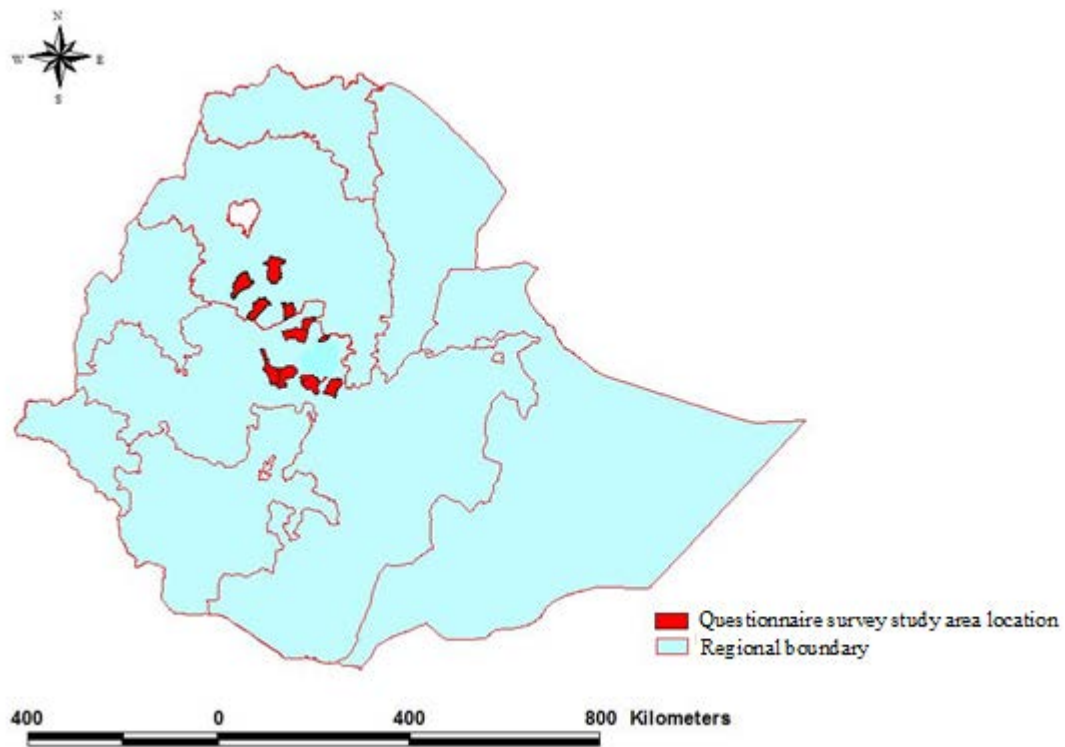 N
W E
S
Questionnaire survey study area location
Regional boundary
400 0 400 800 Kilometers